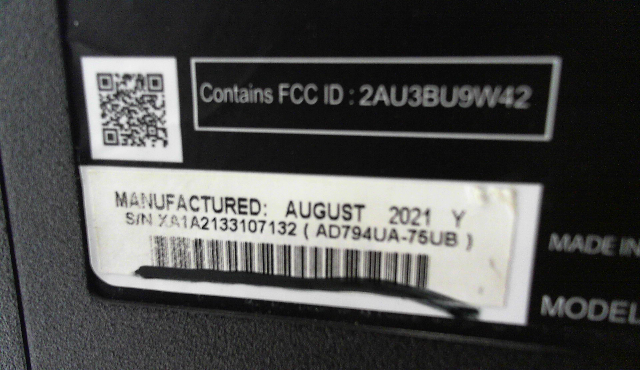 Contains FCC ID : 2AU3BU9W42
MANUFACTURED: AUGUST 2021 Y
S/N XA1A2133107132 ( AD794UA-75UB )
MADE IN
MODEL